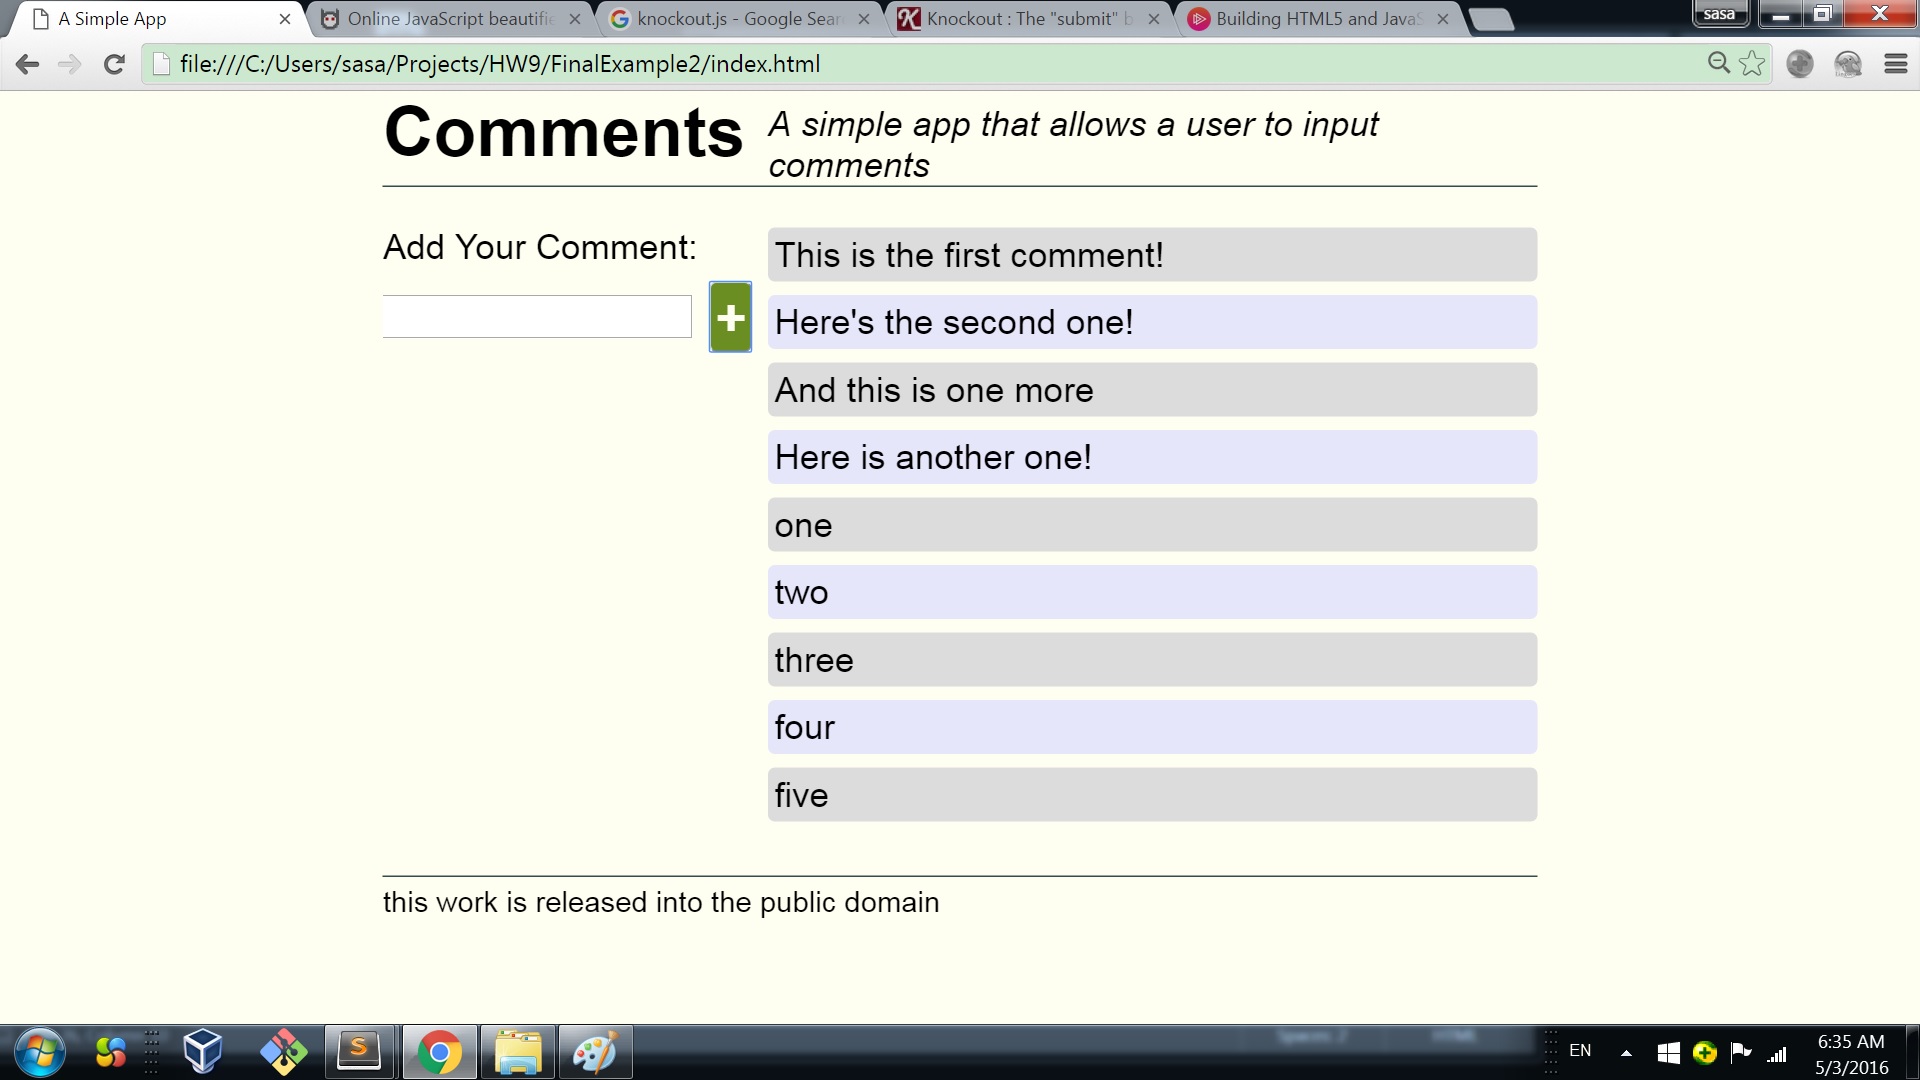 A Simple App
Online JavaScript beautifie
knockout.js - Google Sear
Knockout : The "submit" b
Building HTML5 and JavaS
sasa
file:///C:/Users/sasa/Projects/HW9/FinalExample2/index.html
Comments
A simple app that allows a user to input
comments
Add Your Comment:
+
This is the first comment!
Here's the second one!
And this is one more
Here is another one!
one
two
three
four
five
this work is released into the public domain
Spaces: 2
HTML
EN
6:35 AM
5/3/2016